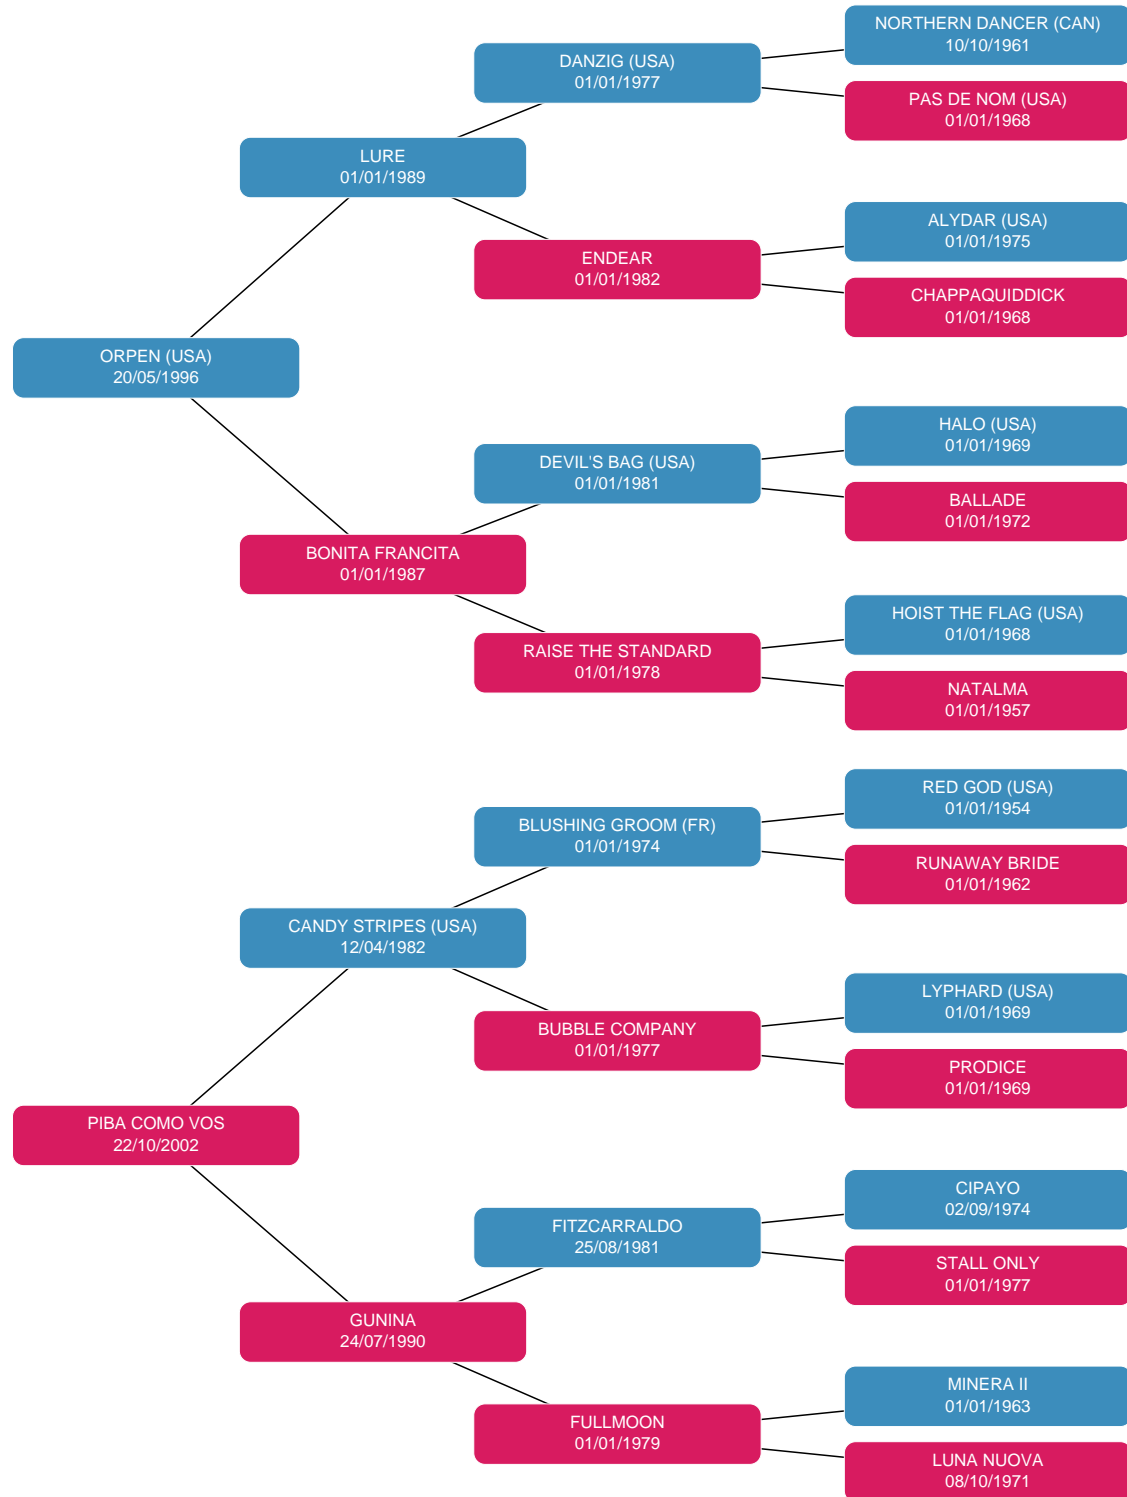 NORTHERN DANCER (CAN)
10/10/1961
DANZIG (USA)
01/01/1977
PAS DE NOM (USA)
01/01/1968
LURE
01/01/1989
ALYDAR (USA)
01/01/1975
ENDEAR
01/01/1982
CHAPPAQUIDDICK
01/01/1968
ORPEN (USA)
20/05/1996
HALO (USA)
01/01/1969
DEVIL'S BAG (USA)
01/01/1981
BALLADE
01/01/1972
BONITA FRANCITA
01/01/1987
HOIST THE FLAG (USA)
01/01/1968
RAISE THE STANDARD
01/01/1978
NATALMA
01/01/1957
RED GOD (USA)
01/01/1954
BLUSHING GROOM (FR)
01/01/1974
RUNAWAY BRIDE
01/01/1962
CANDY STRIPES (USA)
12/04/1982
LYPHARD (USA)
01/01/1969
BUBBLE COMPANY
01/01/1977
PRODICE
01/01/1969
PIBA COMO VOS
22/10/2002
CIPAYO
02/09/1974
FITZCARRALDO
25/08/1981
STALL ONLY
01/01/1977
GUNINA
24/07/1990
MINERA II
01/01/1963
FULLMOON
01/01/1979
LUNA NUOVA
08/10/1971